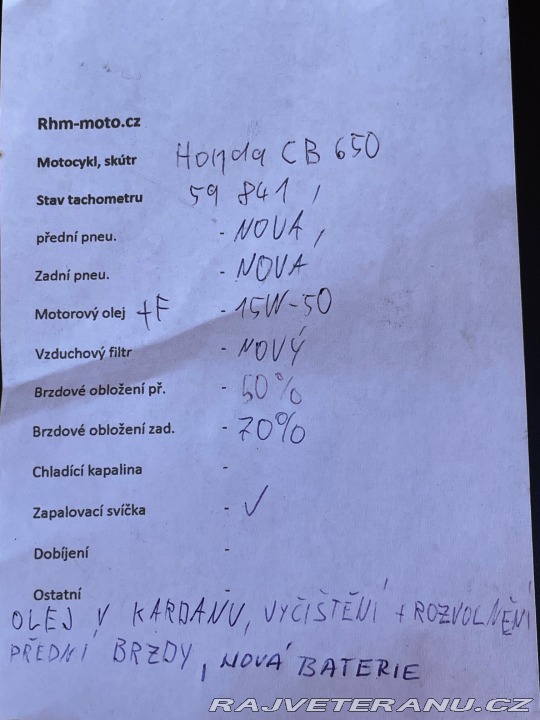 Rhm-moto.cz
Motocykl, skútr Honda CB 650
Stav tachometru 59 841,
přední pneu. - NOVÁ,
Zadní pneu. - NOVA
Motorový olej +F - 15W-50
Vzduchový filtr - NOVÝ
Brzdové obložení př. - 60%
Brzdové obložení zad. - 70%
Chladící kapalina -
Zapalovací svíčka - ✓
Dobíjení -
Ostatní
OLEJ V KARDANU, VYČIŠTĚNÍ + ROZVOLNĚNÍ
PŘEDNÍ BRZDY, NOVÁ BATERIE
RAJVETERANU.CZ